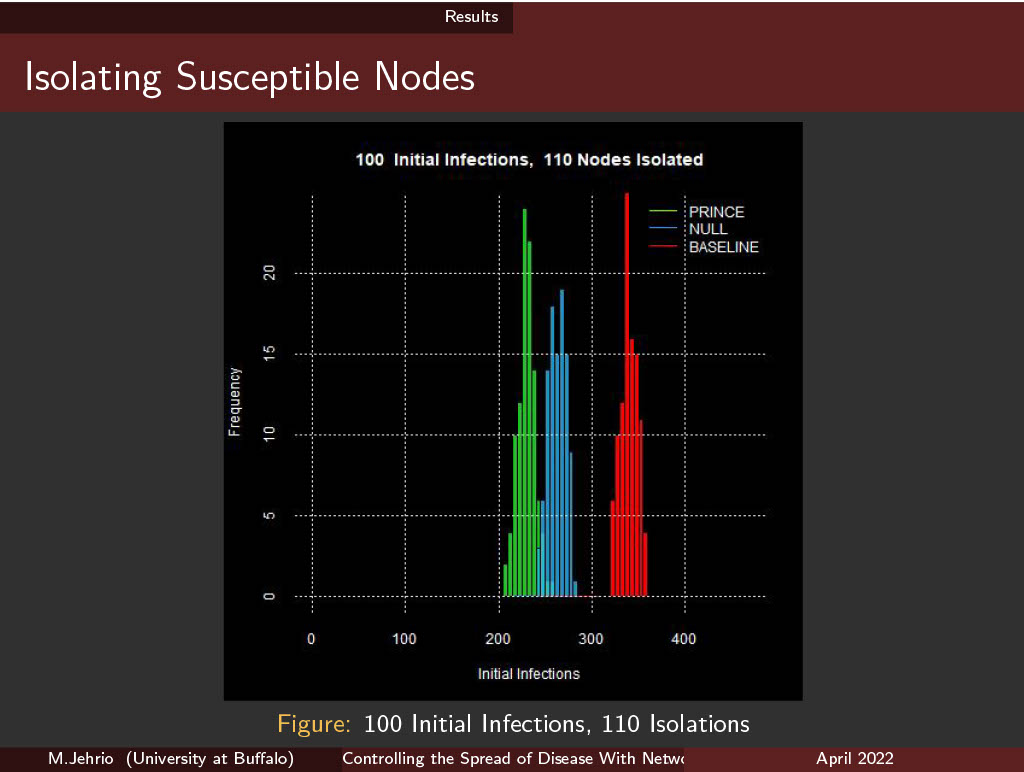 Results
Isolating Susceptible Nodes
100 Initial Infections, 110 Nodes Isolated
PRINCE
NULL
BASELINE
20
15
10
5
0
Frequency
0 100 200 300 400
Initial Infections
Figure: 100 Initial Infections, 110 Isolations
M.Jehrio (University at Buffalo) Controlling the Spread of Disease With April 2022